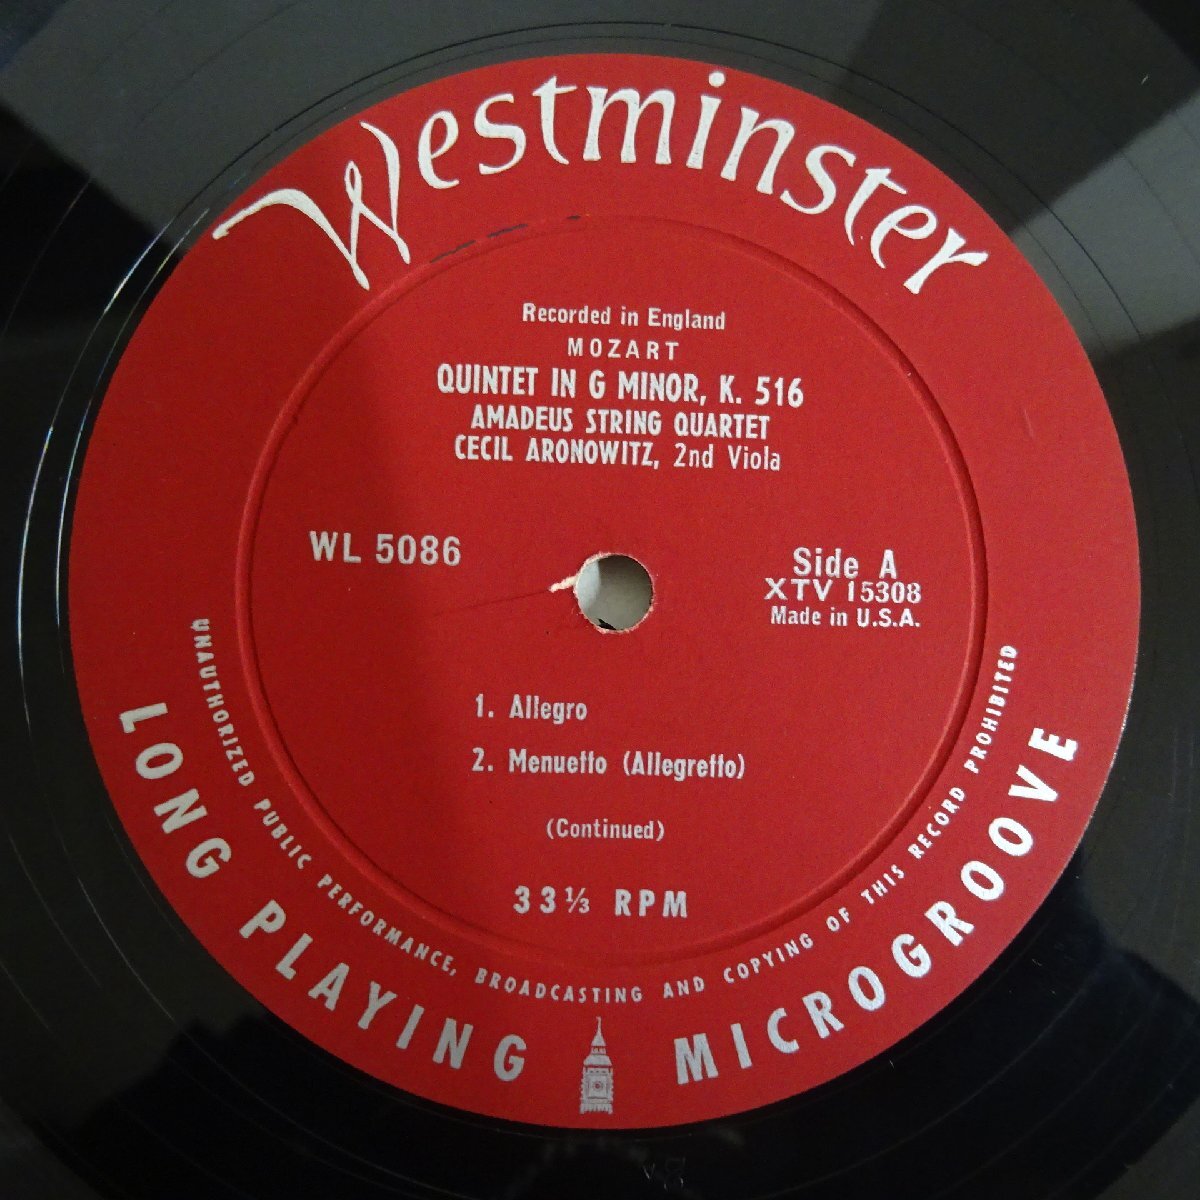 Westminster
Recorded in England
MOZART
QUINTET IN G MINOR, K. 516
AMADEUS STRING QUARTET
CECIL ARONOWITZ, 2nd Viola
WL 5086
Side A
XTV 15308
Made in U.S.A.
1. Allegro
2. Menuetto (Allegretto)
(Continued)
33⅓ RPM
UNAUTHORIZED PUBLIC PERFORMANCE, BROADCASTING AND COPYING OF THIS RECORD PROHIBITED
LONG PLAYING MICROGROOVE